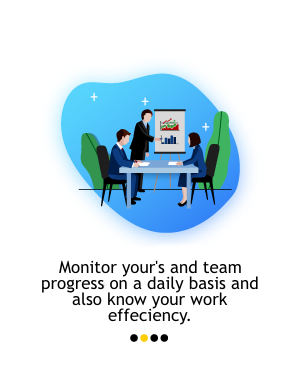 Monitor your's and team
progress on a daily basis and
also know your work
effeciency.